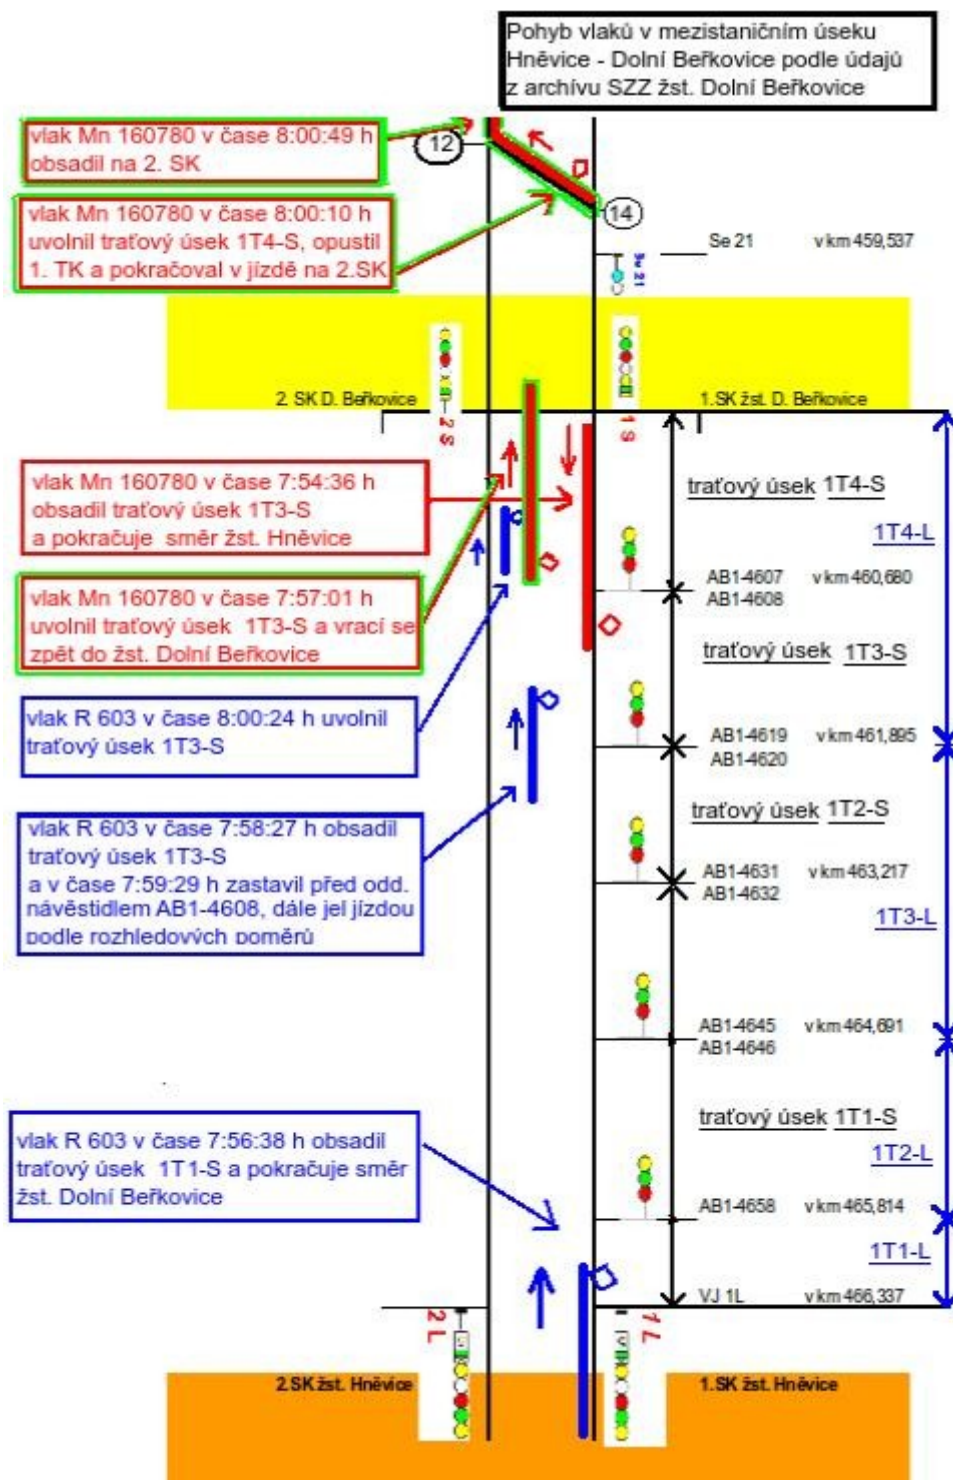 Pohyb vlaků v mezistaničním úseku
Hněvice - Dolní Beřkovice podle údajů
z archívu SZZ žst. Dolní Beřkovice
vlak Mn 160780 v čase 8:00:49 h
obsadil na 2. SK
12
vlak Mn 160780 v čase 8:00:10 h
uvolnil traťový úsek 1T4-S, opustil
1. TK a pokračoval v jízdě na 2.SK
14
Se 21 v km 459,537
Se 21
2. SK D. Beřkovice
1.SK žst. D. Beřkovice
2 S
1 S
vlak Mn 160780 v čase 7:54:36 h
obsadil traťový úsek 1T3-S
a pokračuje směr žst. Hněvice
traťový úsek 1T4-S
1T4-L
AB1-4607 v km 460,680
AB1-4608
vlak Mn 160780 v čase 7:57:01 h
uvolnil traťový úsek 1T3-S a vrací se
zpět do žst. Dolní Beřkovice
traťový úsek 1T3-S
vlak R 603 v čase 8:00:24 h uvolnil
traťový úsek 1T3-S
AB1-4619 v km 461,895
AB1-4620
vlak R 603 v čase 7:58:27 h obsadil
traťový úsek 1T3-S
a v čase 7:59:29 h zastavil před odd.
návěstidlem AB1-4608, dále jel jízdou
podle rozhledových poměrů
traťový úsek 1T2-S
AB1-4631 v km 463,217
AB1-4632
1T3-L
AB1-4645 v km 464,691
AB1-4646
vlak R 603 v čase 7:56:38 h obsadil
traťový úsek 1T1-S a pokračuje směr
žst. Dolní Beřkovice
traťový úsek 1T1-S
1T2-L
AB1-4658 v km 465,814
1T1-L
VJ 1L v km 466,337
2 L
1 L
2.SK žst. Hněvice
1.SK žst. Hněvice